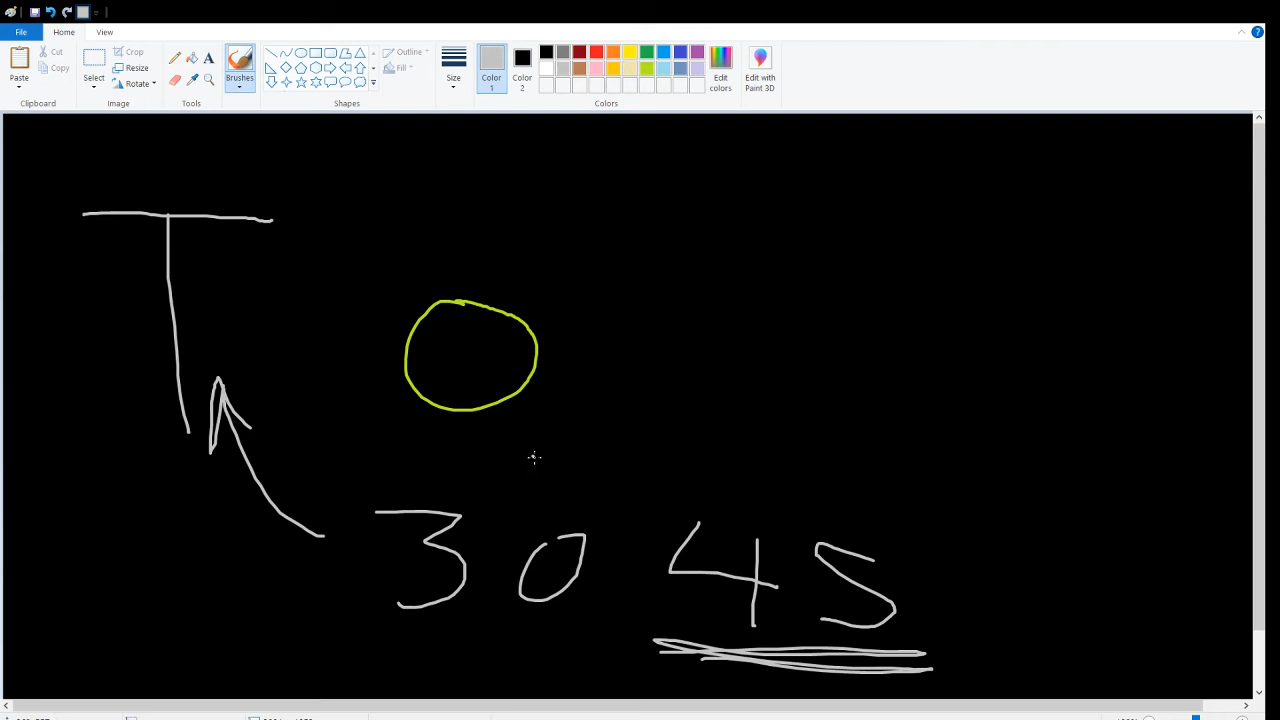 File Home View
Paste
Cut
Copy
Clipboard
Select
Crop
Resize
Rotate
Image
A
Tools
Brushes
Shapes
Outline
Fill
Size
Color 1
Color 2
Edit colors
Colors
Edit with Paint 3D
T
30 45